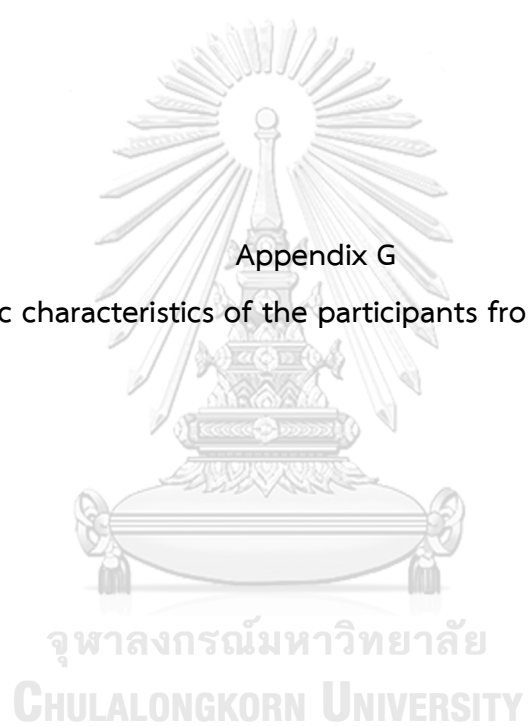 Appendix G
c characteristics of the participants fro
จุฬาลงกรณ์มหาวิทยาลัย
CHULALONGKORN UNIVERSITY